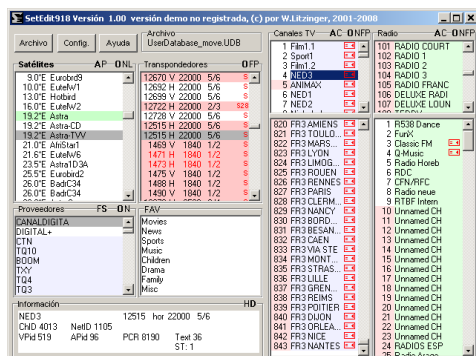 SetEdit918 Versión 1.00 versión demo no registrada, (c) por W.Litzinger, 2001-2008
Archivo
Config.
Ayuda
Archivo
UserDatabase_move.UDB
Satélites AP ONL
9.0°E Eurobrd9
10.0°E EutelW1
13.0°E Hotbird
16.0°E EutelW2
19.2°E Astra
19.2°E Astra-CD
19.2°E Astra-TVV
21.0°E AfriStar1
21.6°E EutelW6
23.5°E Astra1D3A
25.5°E Eurobird2
26.0°E BadrC34
26.0°E BadrC34
Transpondedores OFP
12670 V 22000 5/6 S
12692 H 22000 5/6 S
12699 V 22000 5/6 S
12722 H 22000 2/3 S28
12728 V 22000 5/6 S
12515 H 22000 5/6 S
12515 H 22000 5/6 S
1469 V 1840 1/2 S
1471 H 1840 1/2 S
1473 H 1840 1/2 S
1475 V 1840 1/2 S
1488 H 1840 1/2 S
1490 V 1840 1/2 S
Proveedores FS ON
CANALDIGITA
DIGITAL+
CTN
TQ10
BOOM
TXY
TQ4
TQ3
FAV
Movies
News
Sports
Music
Children
Drama
Family
Misc
Información HD
NED3 12515 hor 22000 5/6
ChID 4013 NetID 1105
VPid 519 APid 96 PCR 8190 Text 36
ST: 1
Canales TV AC ONFP
1 Film1.1
2 Sport1
3 Film1.2
4 NED3
5 ANIMAX
6 NED1
7 NED2
820 FR3 AMIENS
821 FR3 TOULO...
822 FR3 MARS...
823 FR3 LYON
824 FR3 LIMOG...
825 FR3 ROUEN
826 FR3 RENNES
827 FR3 PARIS
828 FR3 CLERM...
829 FR3 NANCY
830 FR3 BORD...
831 FR3 BESAN...
832 FR3 CAEN
833 FR3 VIA STE
834 FR3 MONT...
835 FR3 STRAS...
836 FR3 LILLE
837 FR3 GREN...
838 FR3 REIMS
839 FR3 POITIER
840 FR3 DIJON
841 FR3 ORLEA...
842 FR3 NICE
843 FR3 NANTES
Radio AC ONFP
101 RADIO COURT
102 RADIO 1
103 RADIO 2
104 RADIO 3
105 RADIO FRANC
106 DELUXE RADI
107 DELUXE LOUN
1 R538 Dance
2 FunX
3 Classic FM
4 Q-Music
5 Radio Horeb
6 RDC
7 CFN/RFC
8 Radio neue
9 RTBF Intern
10 Unnamed CH
11 Unnamed CH
12 Unnamed CH
13 Unnamed CH
14 Unnamed CH
15 Unnamed CH
16 Unnamed CH
17 Unnamed CH
18 Unnamed CH
19 Unnamed CH
20 Unnamed CH
21 Unnamed CH
22 Unnamed CH
23 Unnamed CH
24 RADIOS ESP